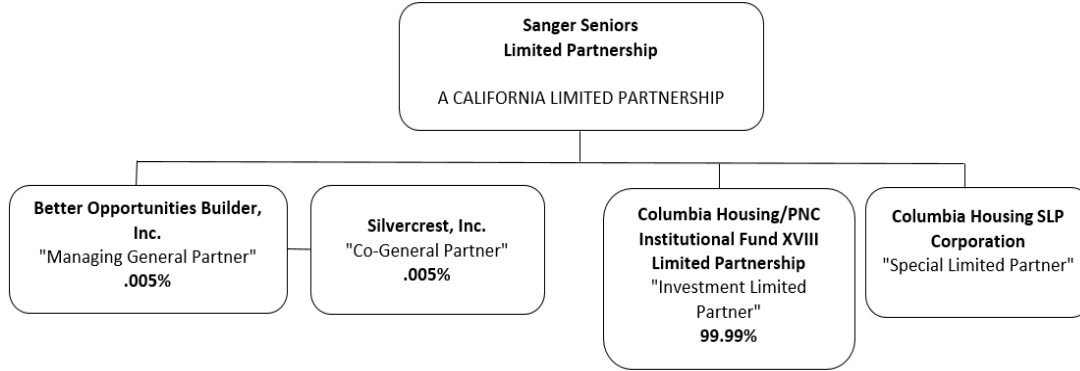 Sanger Seniors
Limited Partnership
A CALIFORNIA LIMITED PARTNERSHIP
Better Opportunities Builder,
Inc.
"Managing General Partner"
.005%
Silvercrest, Inc.
"Co-General Partner"
.005%
Columbia Housing/PNC
Institutional Fund XVIII
Limited Partnership
"Investment Limited
Partner"
99.99%
Columbia Housing SLP
Corporation
"Special Limited Partner"